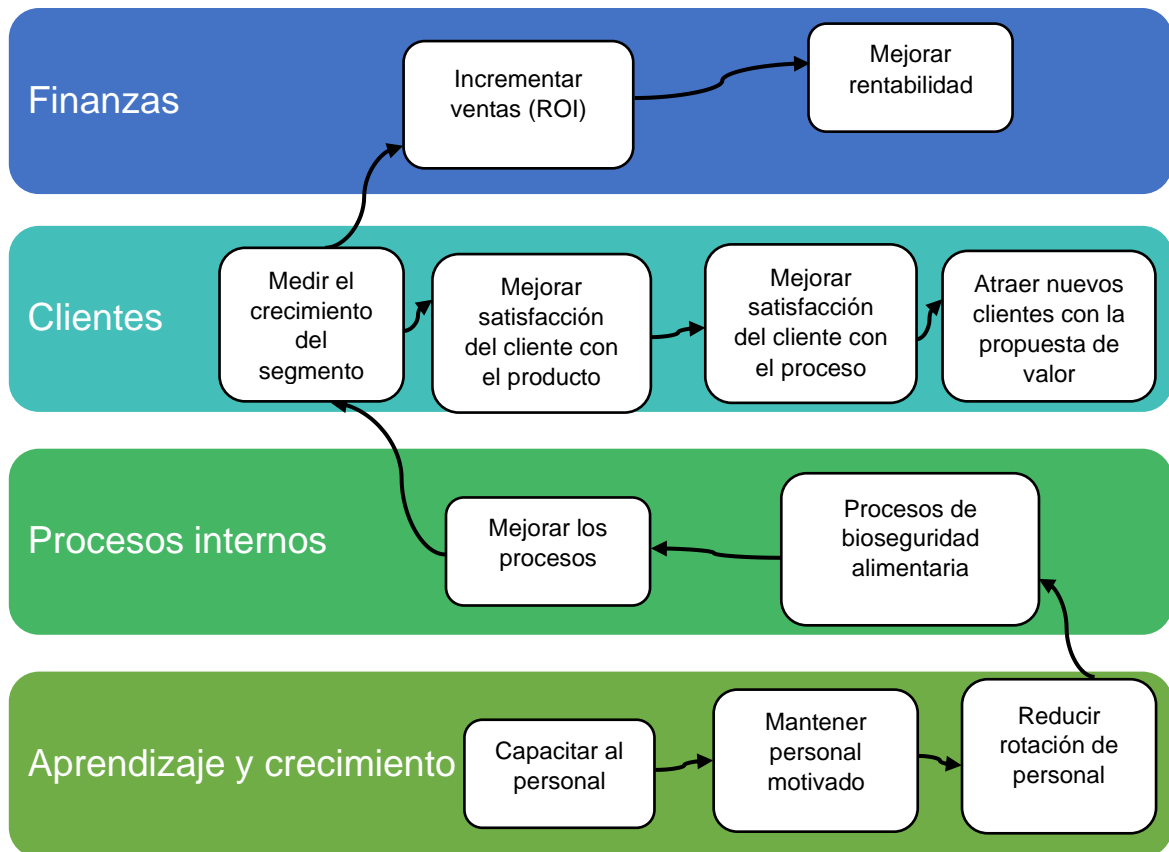 Finanzas
Incrementar
ventas (ROI)
Mejorar
rentabilidad
Clientes
Medir el
crecimiento
del
segmento
Mejorar
satisfacción
del cliente con
el producto
Mejorar
satisfacción
del cliente con
el proceso
Atraer nuevos
clientes con la
propuesta de
valor
Procesos internos
Mejorar los
procesos
Procesos de
bioseguridad
alimentaria
Aprendizaje y crecimiento
Capacitar al
personal
Mantener
personal
motivado
Reducir
rotación de
personal